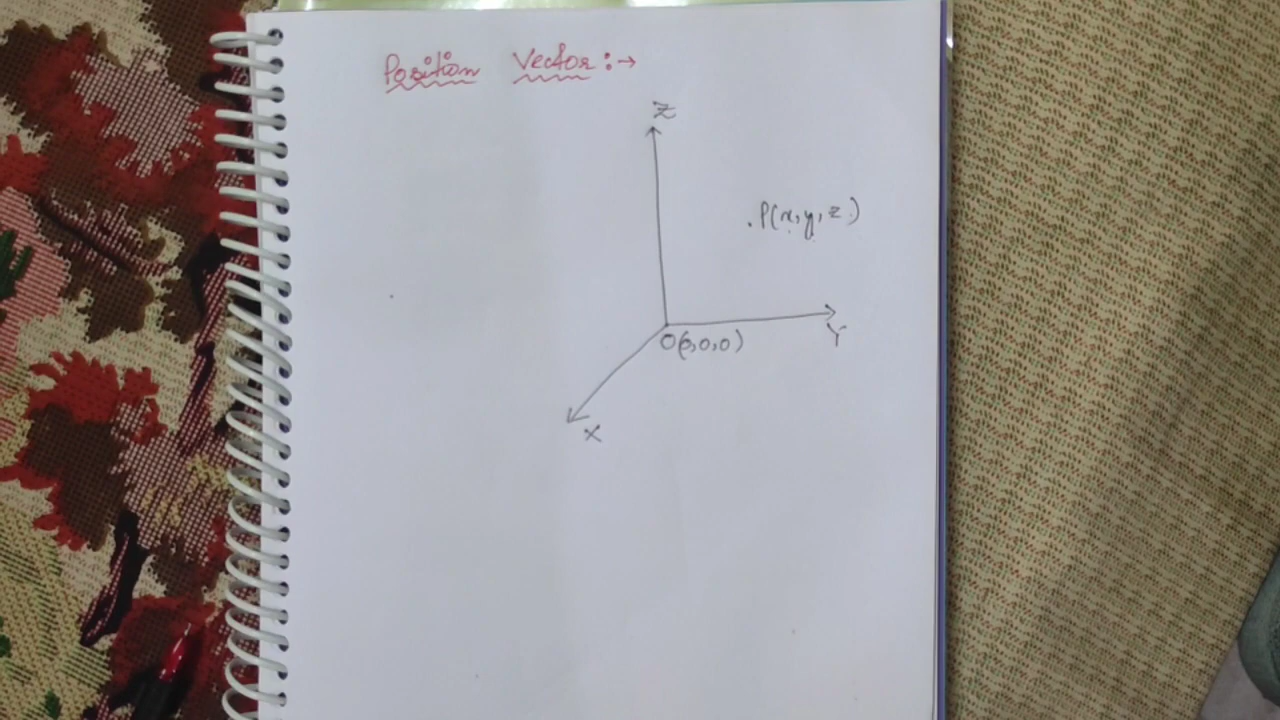 Position Vector :→
Z
.P(x, y, z)
O(0,0,0)
Y
X